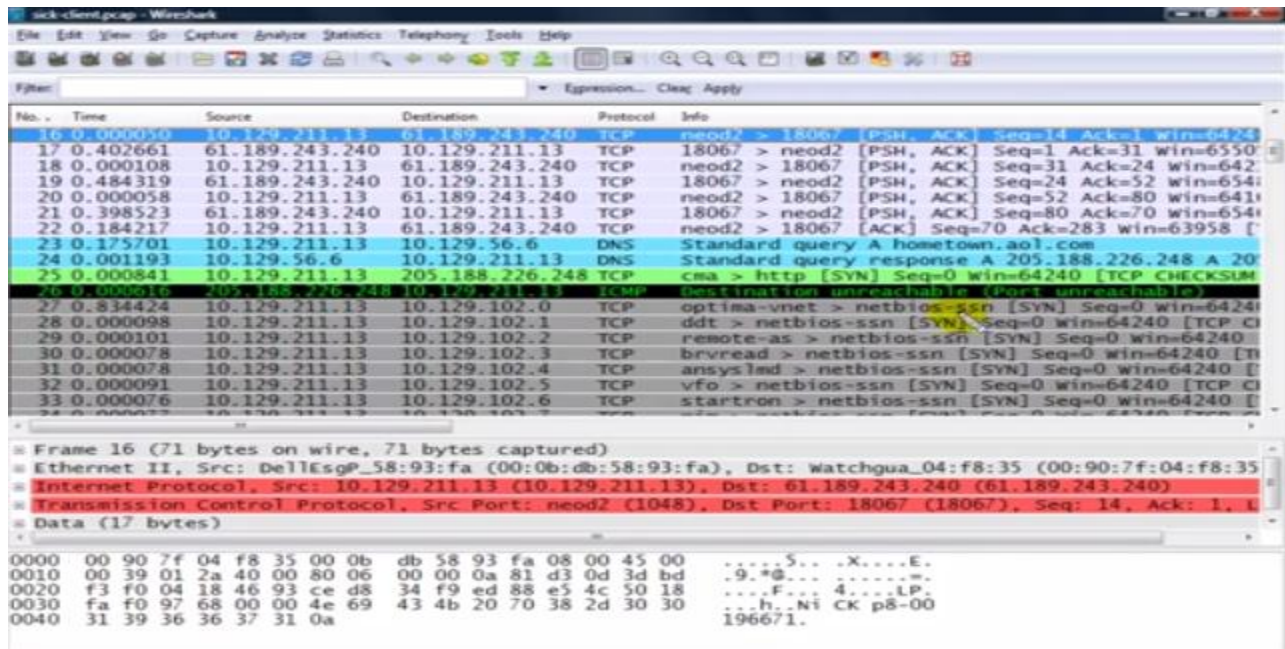 sick-client.pcap - Wireshark
File Edit View Go Capture Analyze Statistics Telephony Tools Help
Filter: Expression... Clear Apply
No. . Time Source Destination Protocol Info
16 0.000050 10.129.211.13 61.189.243.240 TCP neod2 > 18067 [PSH, ACK] Seq=14 Ack=1 Win=6424
17 0.402661 61.189.243.240 10.129.211.13 TCP 18067 > neod2 [PSH, ACK] Seq=1 Ack=31 Win=6550
18 0.000108 10.129.211.13 61.189.243.240 TCP neod2 > 18067 [PSH, ACK] Seq=31 Ack=24 Win=642
19 0.484319 61.189.243.240 10.129.211.13 TCP 18067 > neod2 [PSH, ACK] Seq=24 Ack=52 Win=654
20 0.000058 10.129.211.13 61.189.243.240 TCP neod2 > 18067 [PSH, ACK] Seq=52 Ack=80 Win=641
21 0.398523 61.189.243.240 10.129.211.13 TCP 18067 > neod2 [PSH, ACK] Seq=80 Ack=70 Win=654
22 0.184217 10.129.211.13 61.189.243.240 TCP neod2 > 18067 [ACK] Seq=70 Ack=283 Win=63958 [
23 0.175701 10.129.211.13 10.129.56.6 DNS Standard query A hometown.aol.com
24 0.001193 10.129.56.6 10.129.211.13 DNS Standard query response A 205.188.226.248 A 20
25 0.000841 10.129.211.13 205.188.226.248 TCP cma > http [SYN] Seq=0 Win=64240 [TCP CHECKSUM
26 0.000616 205.188.226.248 10.129.211.13 ICMP Destination unreachable (Port unreachable)
27 0.834424 10.129.211.13 10.129.102.0 TCP optima-vnet > netbios-ssn [SYN] Seq=0 Win=6424
28 0.000098 10.129.211.13 10.129.102.1 TCP ddt > netbios-ssn [SYN] Seq=0 Win=64240 [TCP C
29 0.000101 10.129.211.13 10.129.102.2 TCP remote-as > netbios-ssn [SYN] Seq=0 Win=64240
30 0.000078 10.129.211.13 10.129.102.3 TCP brvread > netbios-ssn [SYN] Seq=0 Win=64240 [T
31 0.000078 10.129.211.13 10.129.102.4 TCP ansyslmd > netbios-ssn [SYN] Seq=0 Win=64240 [
32 0.000091 10.129.211.13 10.129.102.5 TCP vfo > netbios-ssn [SYN] Seq=0 Win=64240 [TCP C
33 0.000076 10.129.211.13 10.129.102.6 TCP startron > netbios-ssn [SYN] Seq=0 Win=64240 [
Frame 16 (71 bytes on wire, 71 bytes captured)
Ethernet II, Src: DellEsgP_58:93:fa (00:0b:db:58:93:fa), Dst: Watchgua_04:f8:35 (00:90:7f:04:f8:35
Internet Protocol, Src: 10.129.211.13 (10.129.211.13), Dst: 61.189.243.240 (61.189.243.240)
Transmission Control Protocol, Src Port: neod2 (1048), Dst Port: 18067 (18067), Seq: 14, Ack: 1, L
Data (17 bytes)
0000 00 90 7f 04 f8 35 00 0b db 58 93 fa 08 00 45 00 .....5.. .X....E.
0010 00 39 01 2a 40 00 80 06 00 00 0a 81 d3 0d 3d bd .9.*@... ......=.
0020 f3 f0 04 18 46 93 ce d8 34 f9 ed 88 e5 4c 50 18 ....F... 4....LP.
0030 fa f0 97 68 00 00 4e 69 43 4b 20 70 38 2d 30 30 ...h..Ni CK p8-00
0040 31 39 36 36 37 31 0a 196671.